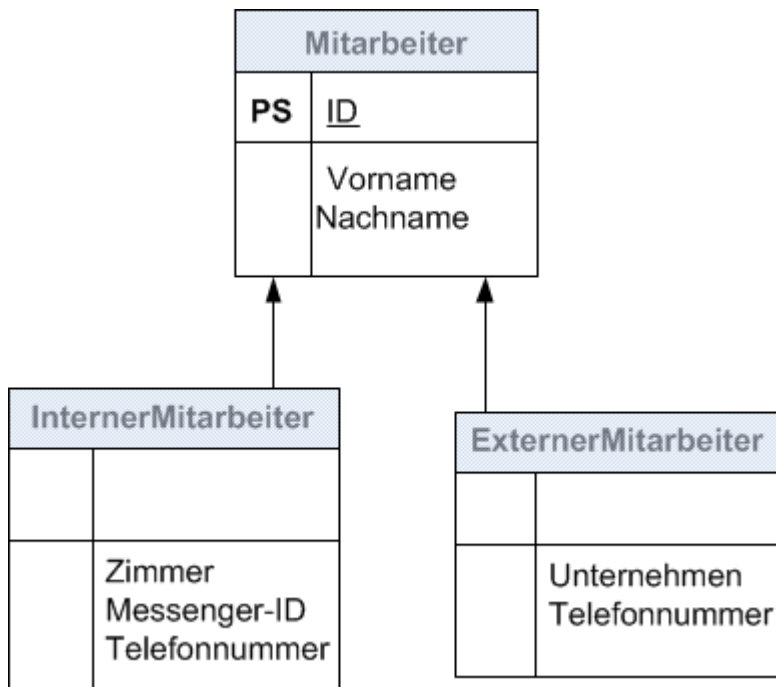 Mitarbeiter
PS ID
Vorname
Nachname
InternerMitarbeiter
Zimmer
Messenger-ID
Telefonnummer
ExternerMitarbeiter
Unternehmen
Telefonnummer